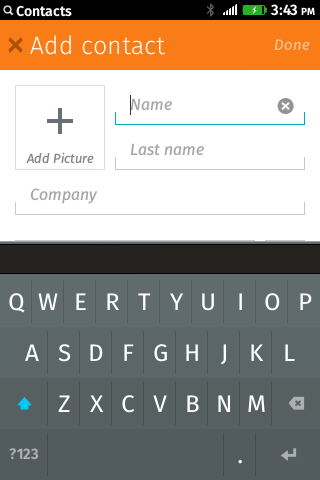 Contacts 3:43 PM
Add contact Done
Name
Last name
Add Picture
Company
Q W E R T Y U I O P
A S D F G H J K L
Z X C V B N M
?123 .